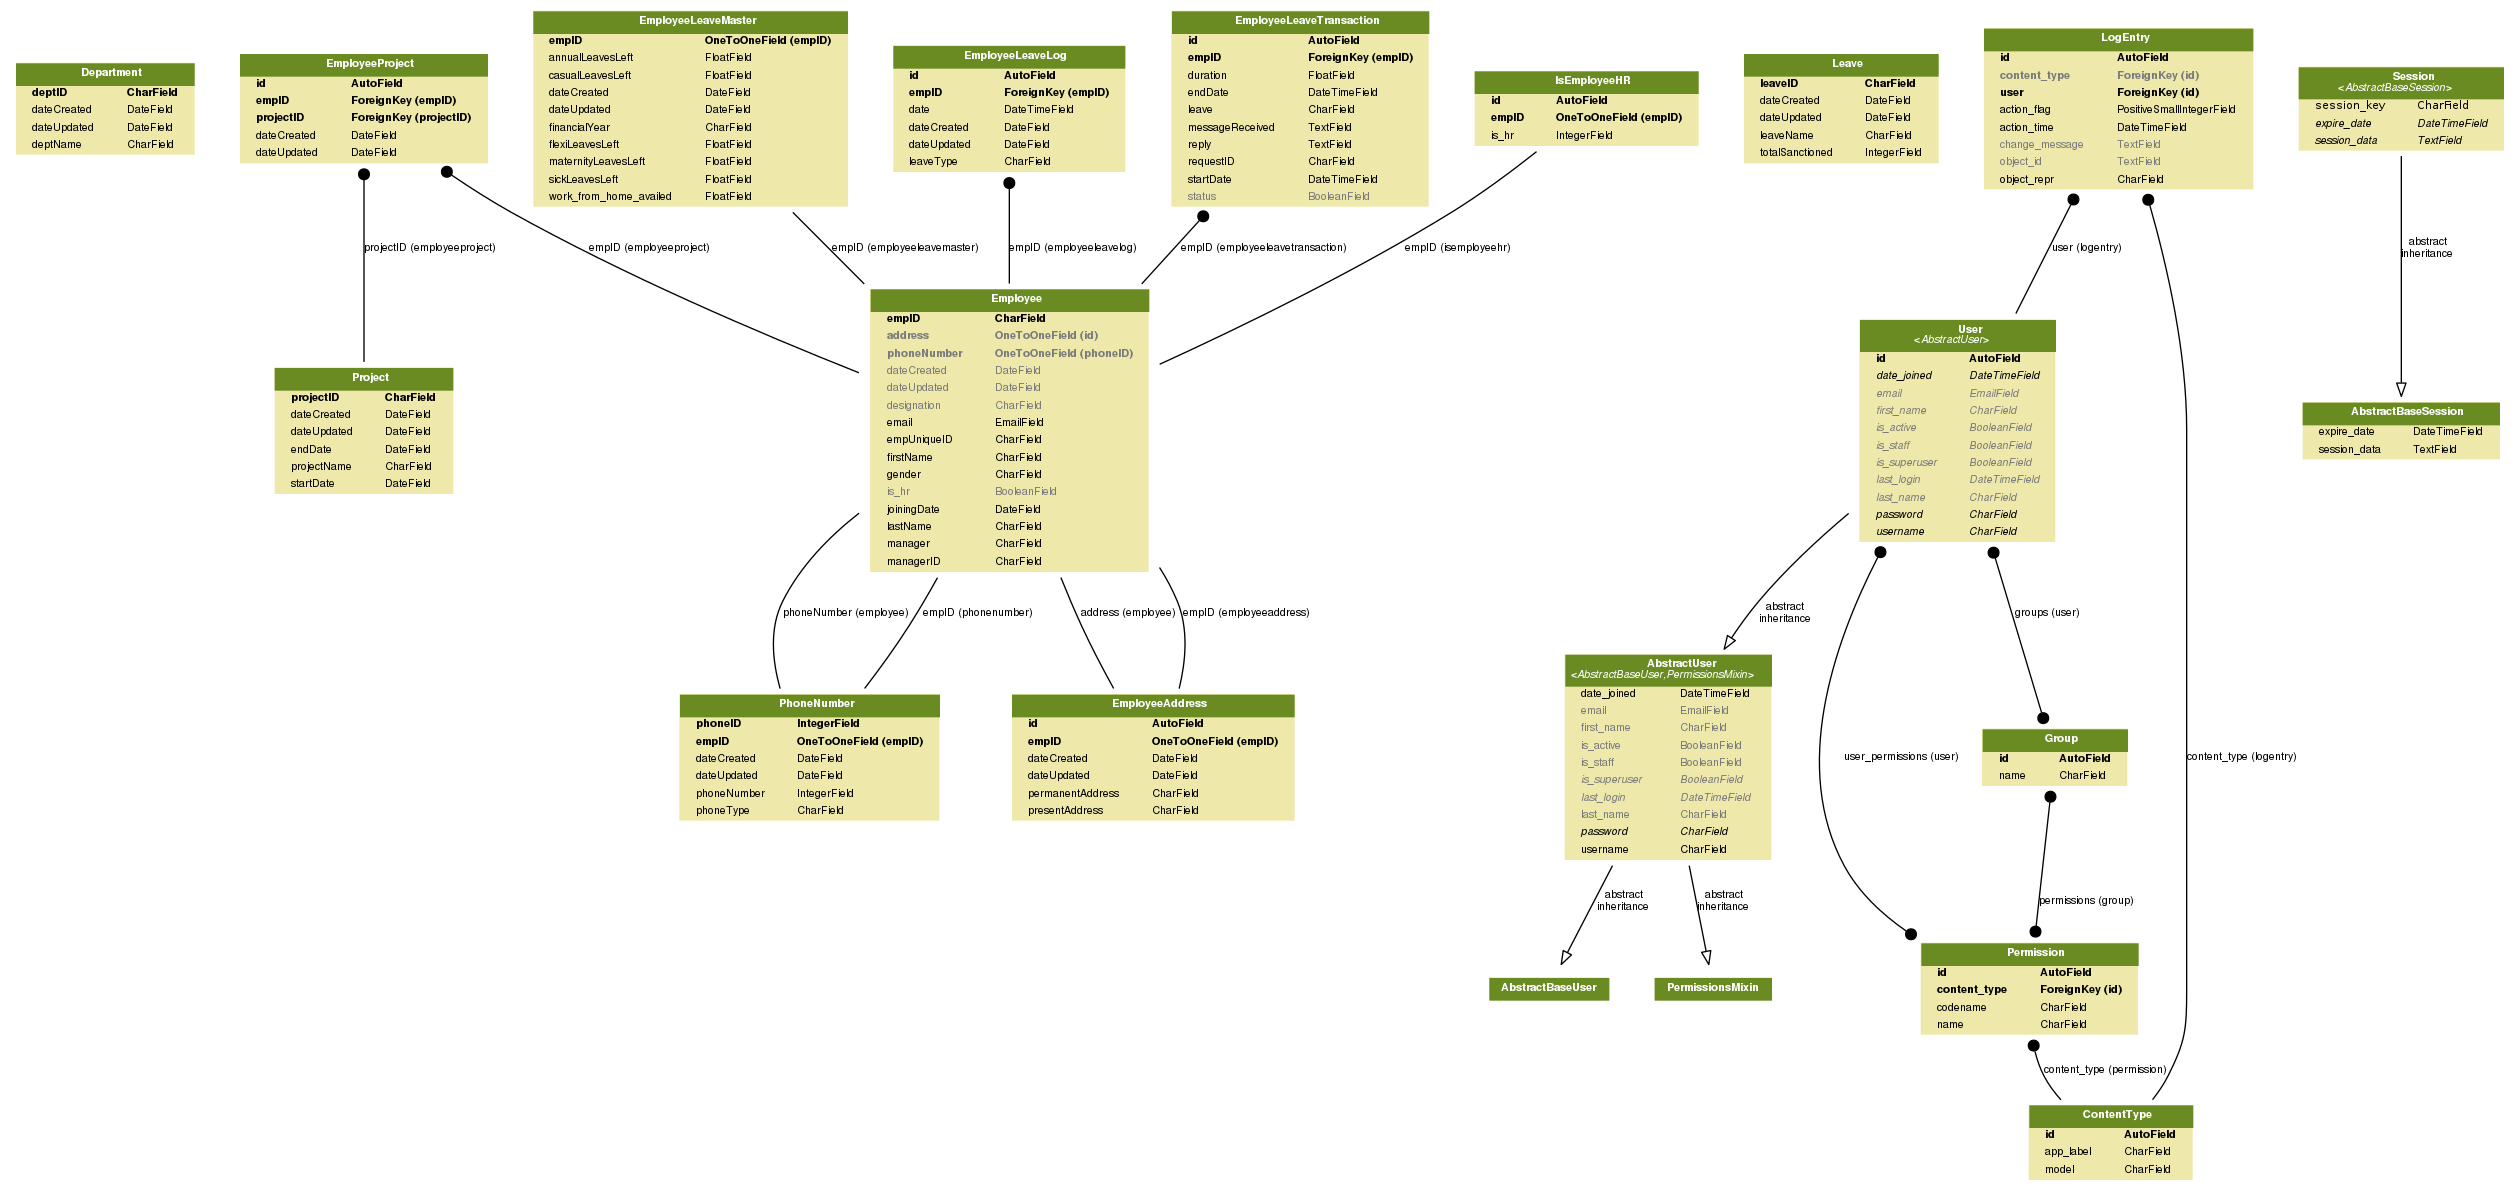 Department
deptID CharField
dateCreated DateField
dateUpdated DateField
deptName CharField
EmployeeProject
id AutoField
empID ForeignKey (empID)
projectID ForeignKey (projectID)
dateCreated DateField
dateUpdated DateField
EmployeeLeaveMaster
empID OneToOneField (empID)
annualLeavesLeft FloatField
casualLeavesLeft FloatField
dateCreated DateField
dateUpdated DateField
financialYear CharField
flexiLeavesLeft FloatField
maternityLeavesLeft FloatField
sickLeavesLeft FloatField
work_from_home_availed FloatField
EmployeeLeaveLog
id AutoField
empID ForeignKey (empID)
date DateTimeField
dateCreated DateField
dateUpdated DateField
leaveType CharField
EmployeeLeaveTransaction
id AutoField
empID ForeignKey (empID)
duration FloatField
endDate DateTimeField
leave CharField
messageReceived TextField
reply TextField
requestID CharField
startDate DateTimeField
status BooleanField
IsEmployeeHR
id AutoField
empID OneToOneField (empID)
is_hr IntegerField
Leave
leaveID CharField
dateCreated DateField
dateUpdated DateField
leaveName CharField
totalSanctioned IntegerField
LogEntry
id AutoField
content_type ForeignKey (id)
user ForeignKey (id)
action_flag PositiveSmallIntegerField
action_time DateTimeField
change_message TextField
object_id TextField
object_repr CharField
Session
<AbstractBaseSession>
session_key CharField
expire_date DateTimeField
session_data TextField
projectID (employeeproject)
empID (employeeproject)
empID (employeeleavemaster)
empID (employeeleavelog)
empID (employeeleavetransaction)
empID (isemployeehr)
user (logentry)
abstract
inheritance
Employee
empID CharField
address OneToOneField (id)
phoneNumber OneToOneField (phoneID)
dateCreated DateField
dateUpdated DateField
designation CharField
email EmailField
empUniqueID CharField
firstName CharField
gender CharField
is_hr BooleanField
joiningDate DateField
lastName CharField
manager CharField
managerID CharField
Project
projectID CharField
dateCreated DateField
dateUpdated DateField
endDate DateField
projectName CharField
startDate DateField
User
<AbstractUser>
id AutoField
date_joined DateTimeField
email EmailField
first_name CharField
is_active BooleanField
is_staff BooleanField
is_superuser BooleanField
last_login DateTimeField
last_name CharField
password CharField
username CharField
AbstractBaseSession
expire_date DateTimeField
session_data TextField
phoneNumber (employee)
empID (phonenumber)
address (employee)
empID (employeeaddress)
abstract
inheritance
groups (user)
PhoneNumber
phoneID IntegerField
empID OneToOneField (empID)
dateCreated DateField
dateUpdated DateField
phoneNumber IntegerField
phoneType CharField
EmployeeAddress
id AutoField
empID OneToOneField (empID)
dateCreated DateField
dateUpdated DateField
permanentAddress CharField
presentAddress CharField
AbstractUser
<AbstractBaseUser,PermissionsMixin>
date_joined DateTimeField
email EmailField
first_name CharField
is_active BooleanField
is_staff BooleanField
is_superuser BooleanField
last_login DateTimeField
last_name CharField
password CharField
username CharField
user_permissions (user)
Group
id AutoField
name CharField
content_type (logentry)
abstract
inheritance
abstract
inheritance
permissions (group)
AbstractBaseUser
PermissionsMixin
Permission
id AutoField
content_type ForeignKey (id)
codename CharField
name CharField
content_type (permission)
ContentType
id AutoField
app_label CharField
model CharField